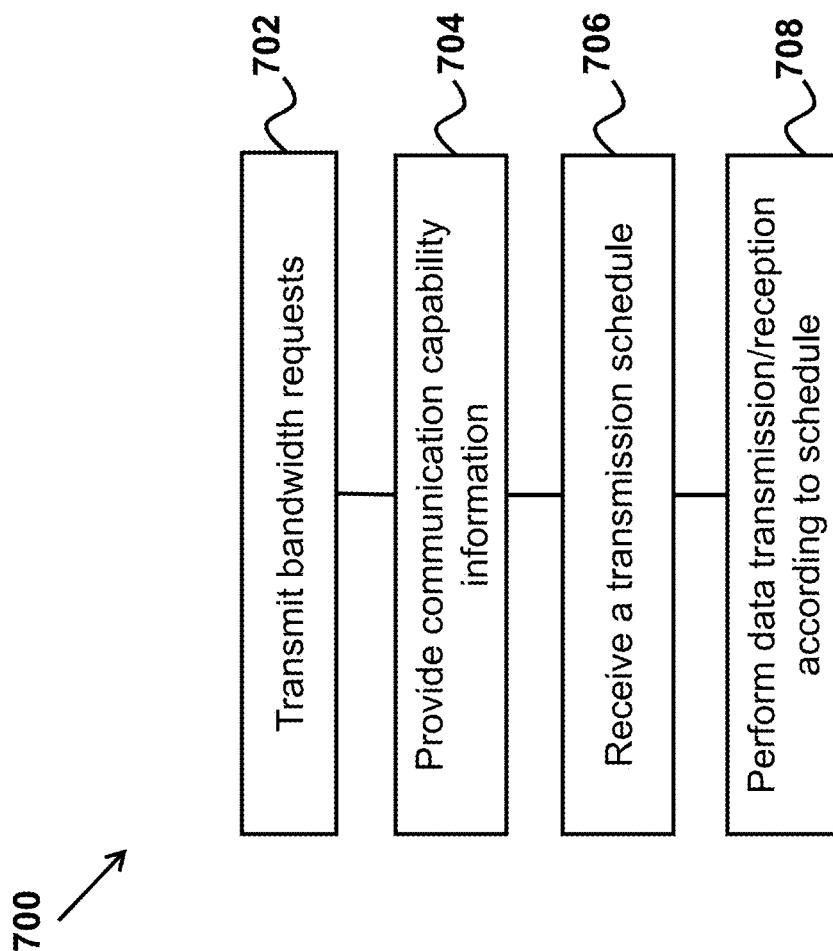 700
Transmit bandwidth requests
702
Provide communication capability
information
704
Receive a transmission schedule
706
Perform data transmission/reception
according to schedule
708